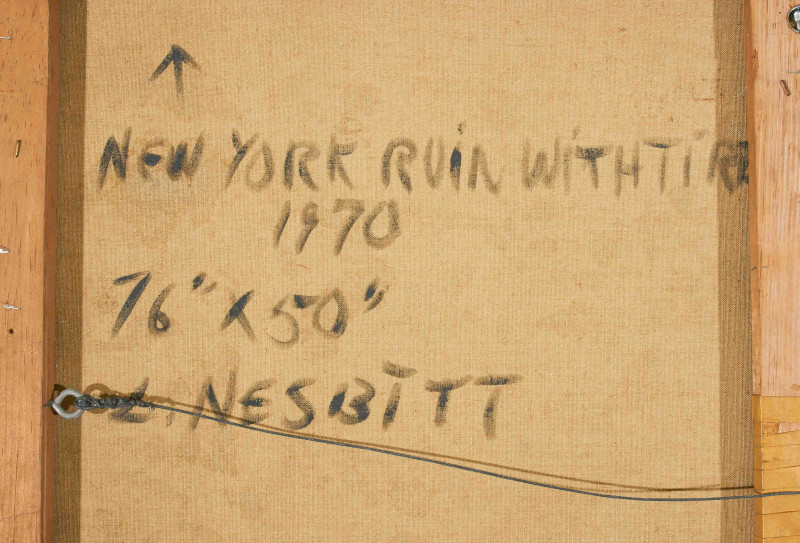 ↑
NEW YORK RUIN WITH TIRE
1970
76" X 50"
L. NESBITT